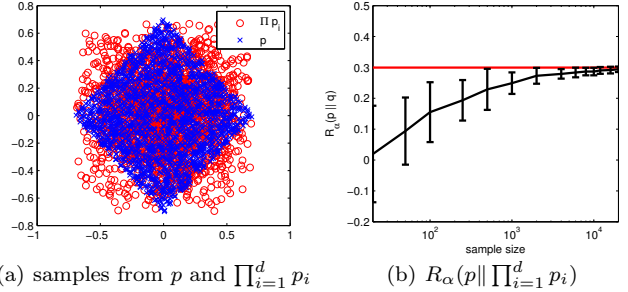 0.8
0.6
0.4
0.2
0
-0.2
-0.4
-0.6
-0.8
-1 -0.5 0 0.5 1
Π p_i
p
0.4
0.3
0.2
0.1
0
-0.1
-0.2
R_α(p || q)
10^2 10^3 10^4
sample size
(a) samples from p and ∏_{i=1}^d p_i
(b) R_α(p‖∏_{i=1}^d p_i)